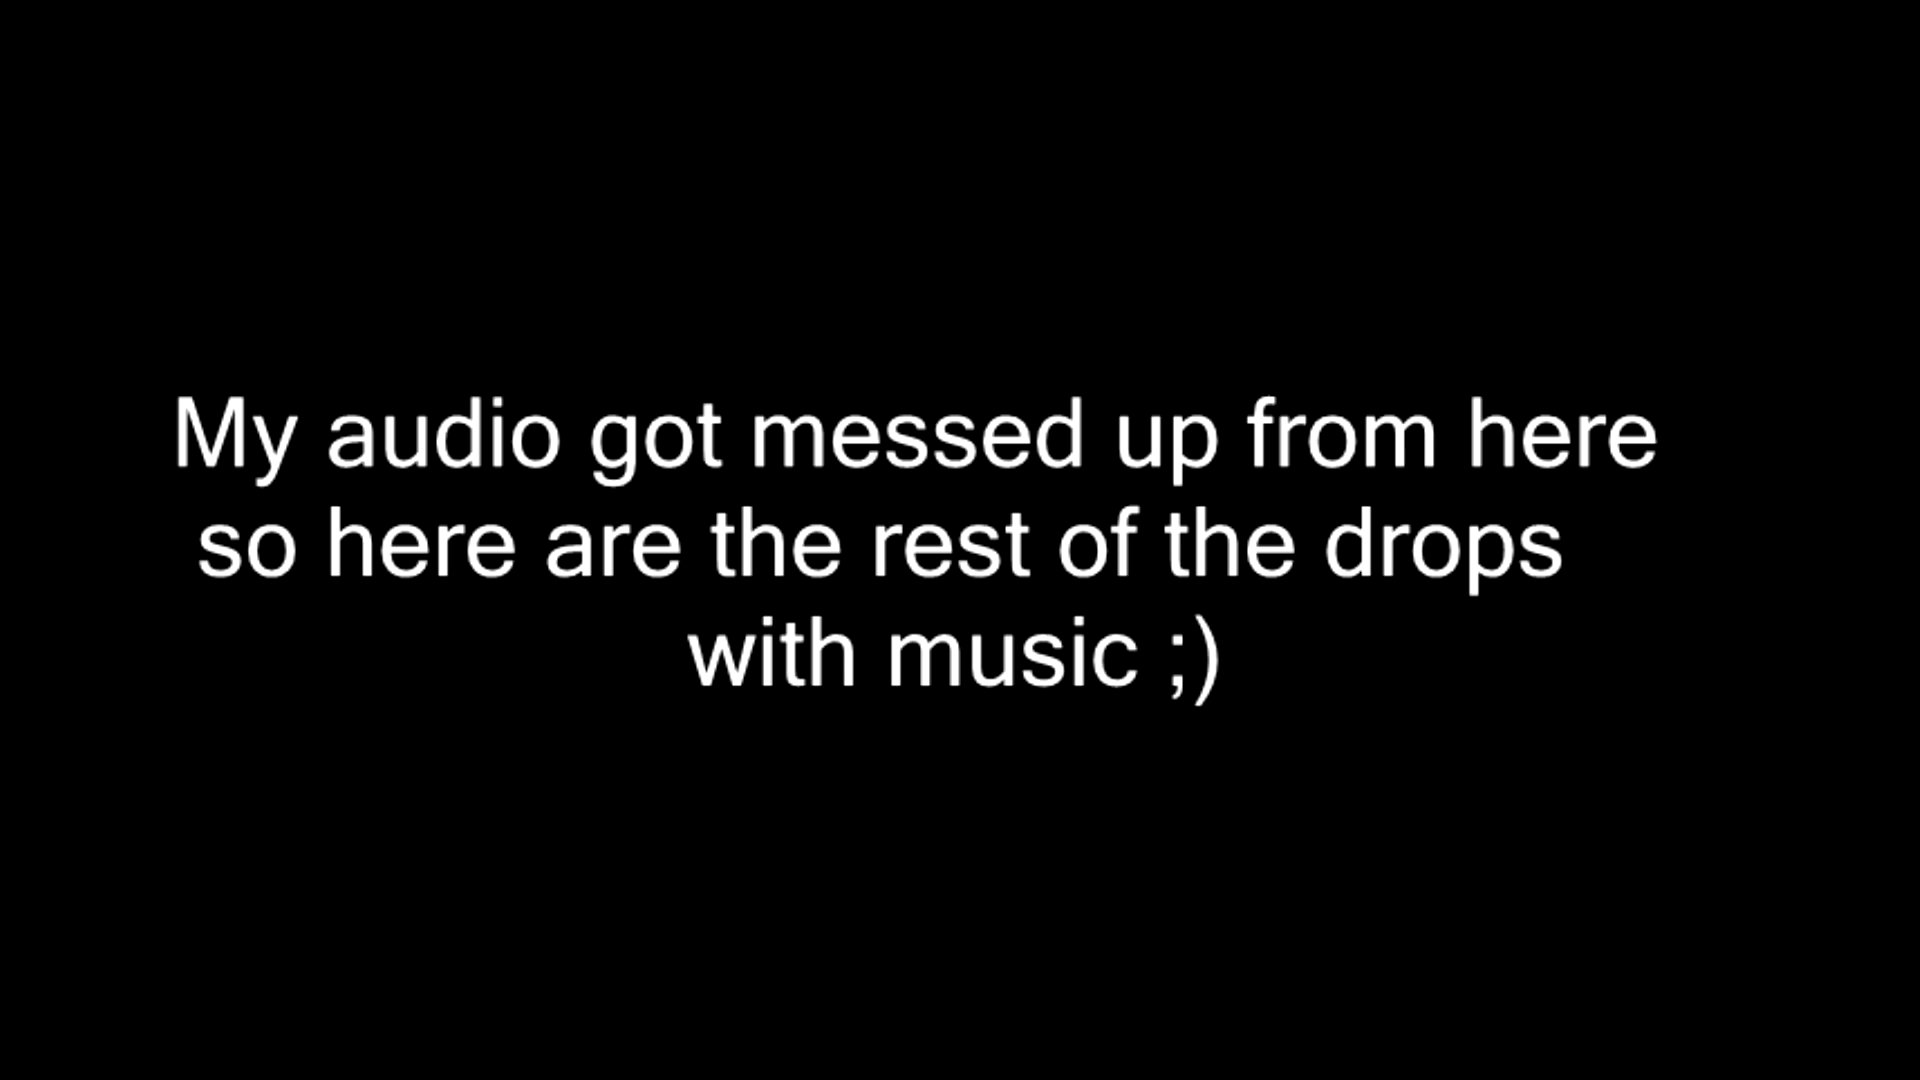 My audio got messed up from here
so here are the rest of the drops
with music ;)